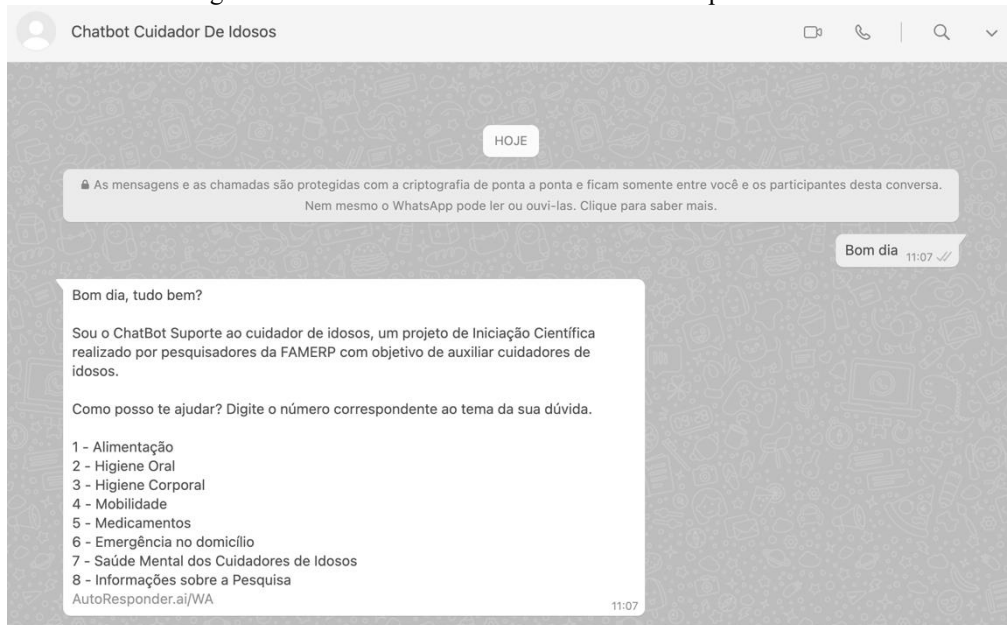 Chatbot Cuidador De Idosos
HOJE
As mensagens e as chamadas são protegidas com a criptografia de ponta a ponta e ficam somente entre você e os participantes desta conversa.
Nem mesmo o WhatsApp pode ler ou ouvi-las. Clique para saber mais.
Bom dia 11:07
Bom dia, tudo bem?
Sou o ChatBot Suporte ao cuidador de idosos, um projeto de Iniciação Científica
realizado por pesquisadores da FAMERP com objetivo de auxiliar cuidadores de
idosos.
Como posso te ajudar? Digite o número correspondente ao tema da sua dúvida.
1 - Alimentação
2 - Higiene Oral
3 - Higiene Corporal
4 - Mobilidade
5 - Medicamentos
6 - Emergência no domicílio
7 - Saúde Mental dos Cuidadores de Idosos
8 - Informações sobre a Pesquisa
AutoResponder.ai/WA
11:07